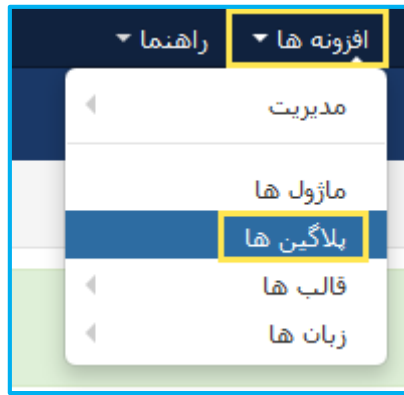 افزونه ها راهنما
مدیریت
ماژول ها
پلاگین ها
قالب ها
زبان ها